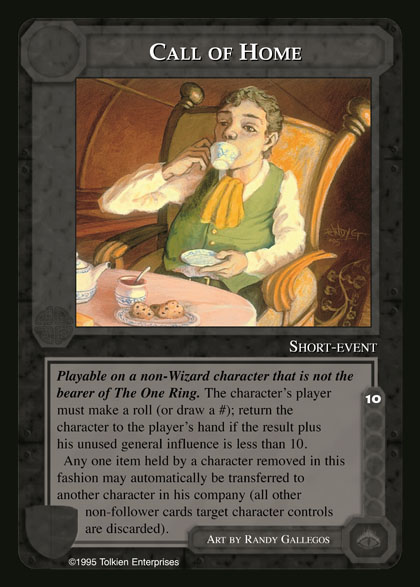 Call of Home
Short-event
Playable on a non-Wizard character that is not the
bearer of The One Ring. The character's player
must make a roll (or draw a #); return the
character to the player's hand if the result plus
his unused general influence is less than 10.
Any one item held by a character removed in this
fashion may automatically be transferred to
another character in his company (all other
non-follower cards target character controls
are discarded).
10
Art by Randy Gallegos
©1995 Tolkien Enterprises